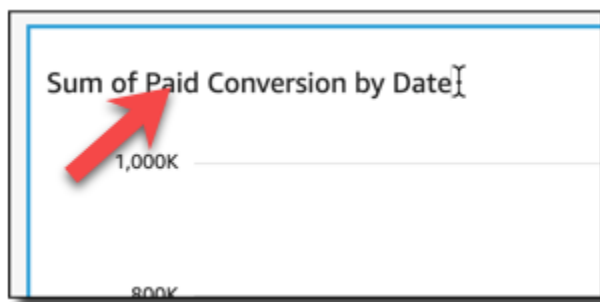 Sum of Paid Conversion by Date
1,000K
800K